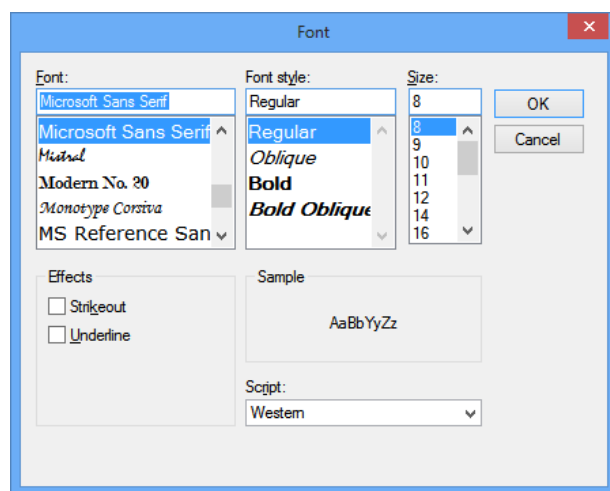 Font
Font:
Font style:
Size:
Microsoft Sans Serif
Regular
8
OK
Cancel
Microsoft Sans Serif
Mistral
Modern No. 20
Monotype Corsiva
MS Reference San
Regular
Oblique
Bold
Bold Oblique
8
9
10
11
12
14
16
Effects
Strikeout
Underline
Sample
AaBbYyZz
Script:
Western